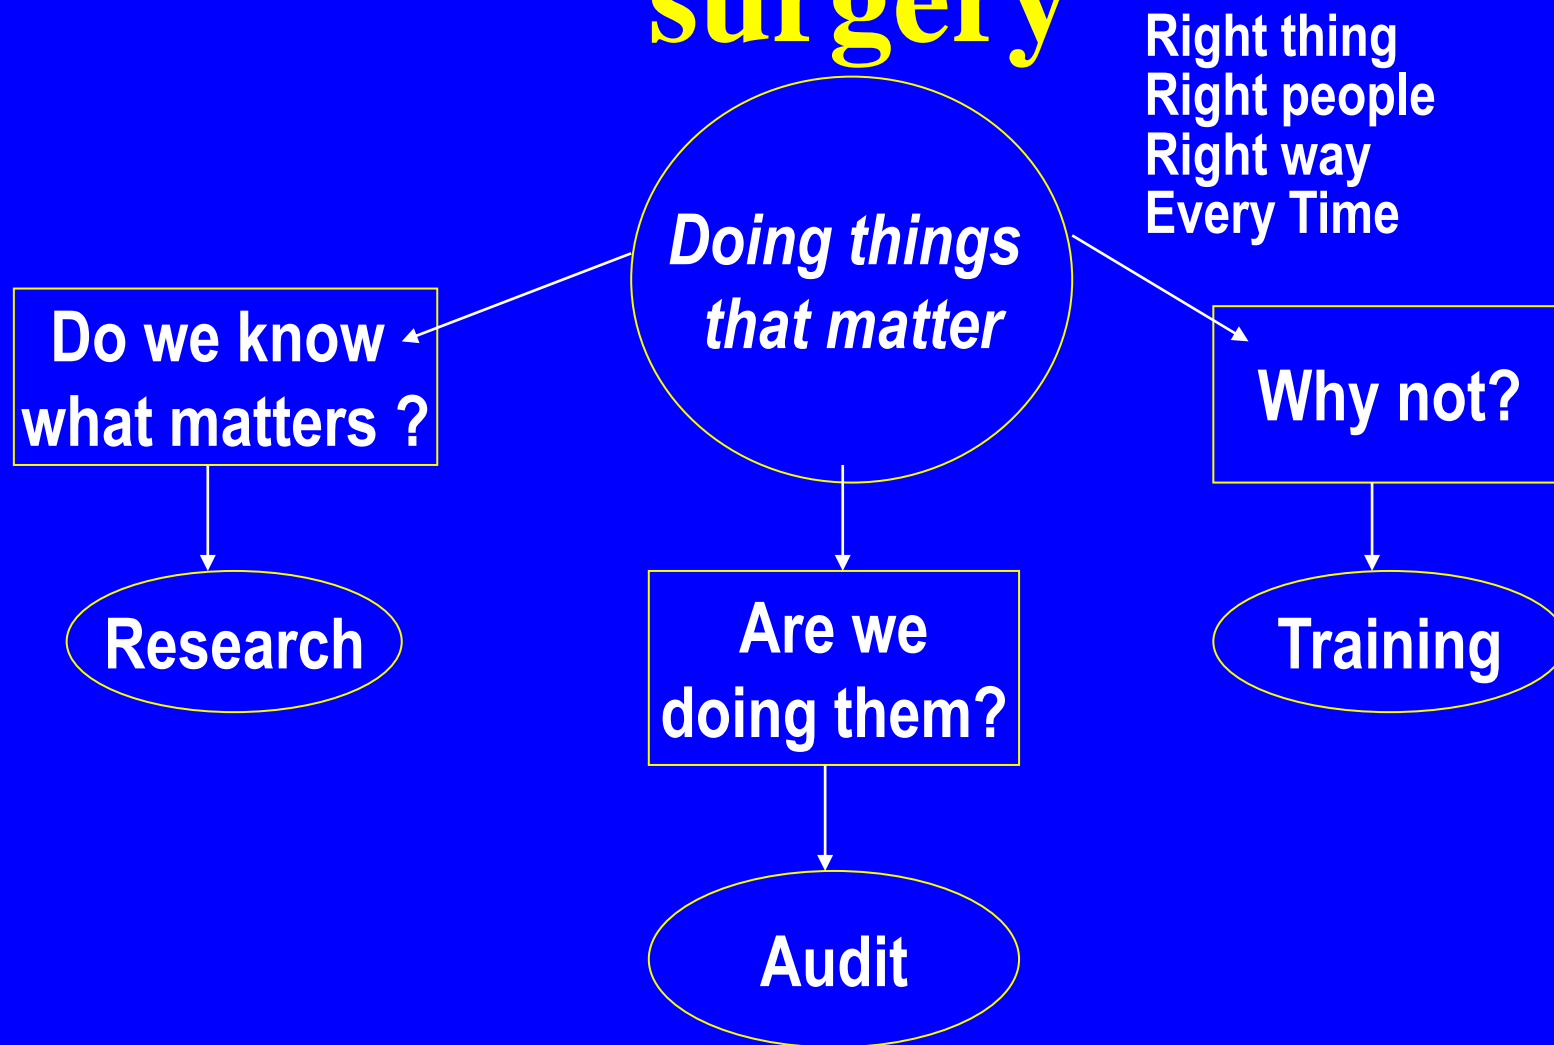 surgery
Right thing
Right people
Right way
Every Time
Doing things
that matter
Do we know
what matters ?
Why not?
Research
Are we
doing them?
Training
Audit